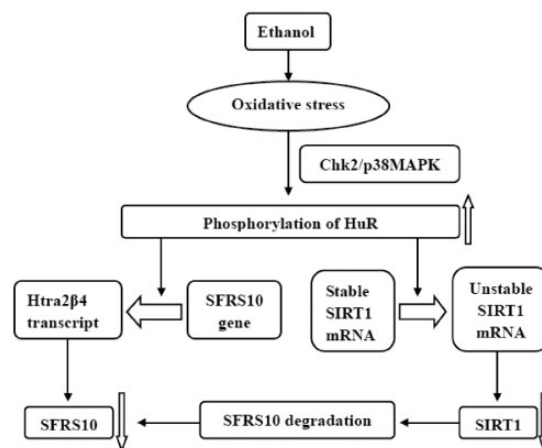 Ethanol
Oxidative stress
Chk2/p38MAPK
Phosphorylation of HuR
Htra2β4
transcript
SFRS10
gene
Stable
SIRT1
mRNA
Unstable
SIRT1
mRNA
SFRS10
SFRS10 degradation
SIRT1